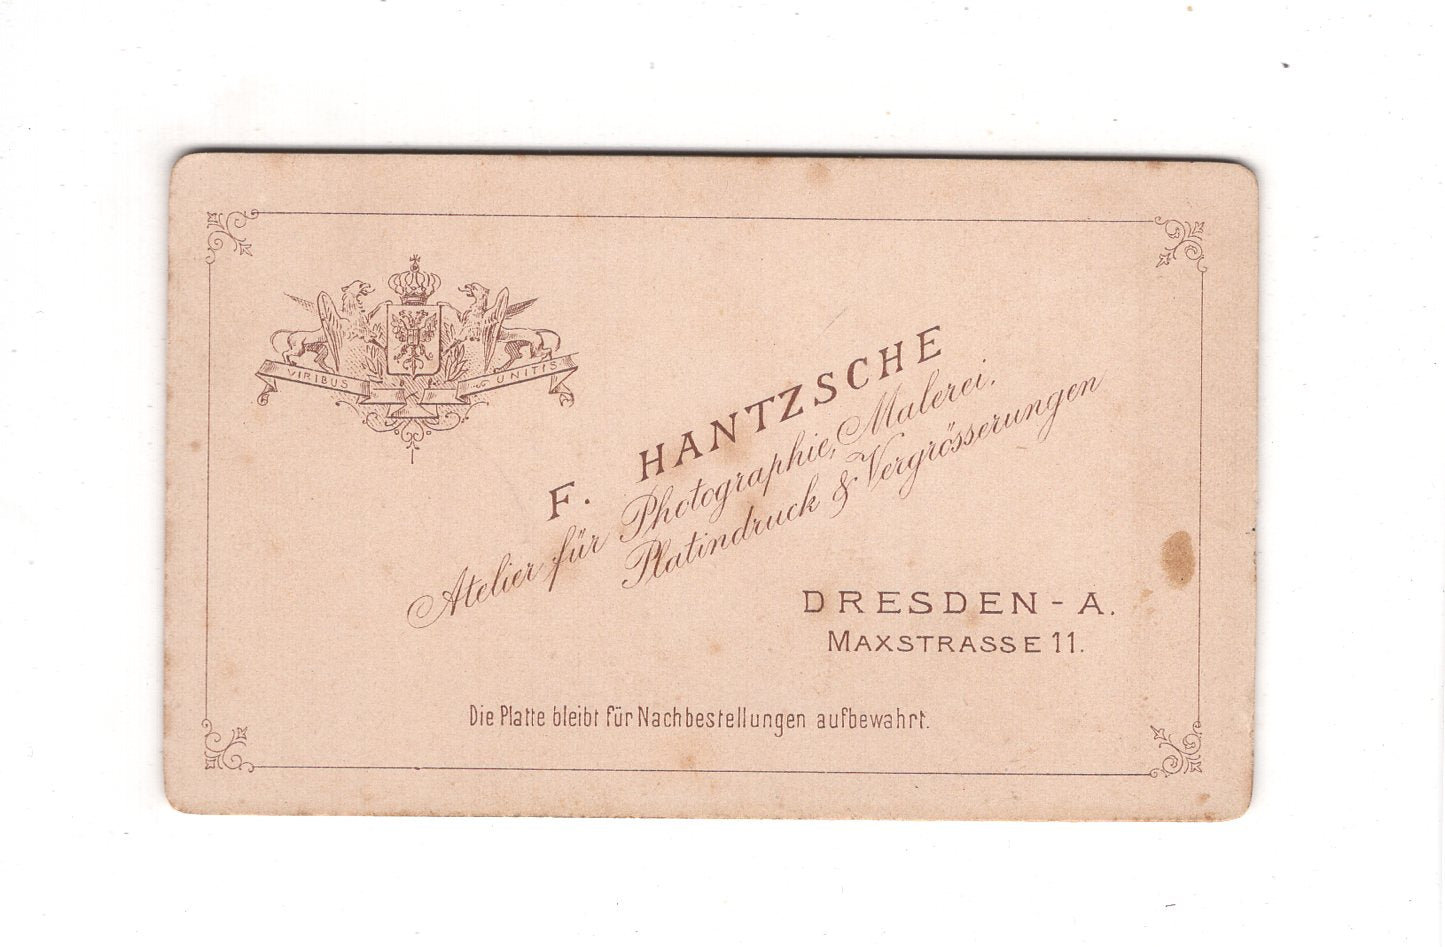 VIRIBUS UNITIS
F. HANTZSCHE
Atelier für Photographie, Malerei.
Platindruck & Vergrösserungen
DRESDEN - A.
MAXSTRASSE 11.
Die Platte bleibt für Nachbestellungen aufbewahrt.